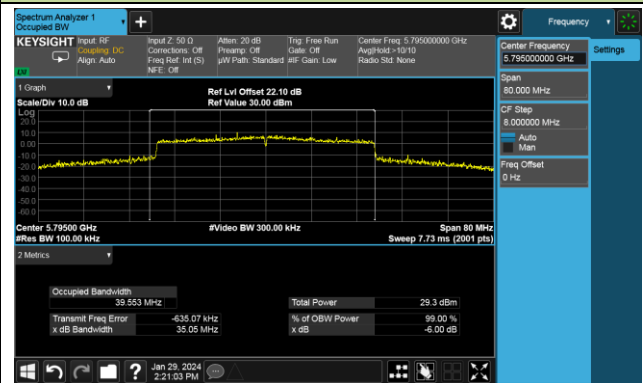 Spectrum Analyzer 1
Occupied BW
Frequency
KEYSIGHT
Input: RF
Coupling: DC
Align: Auto
Input Z: 50 Ω
Corrections: Off
Freq Ref: Int (S)
NFE: Off
Atten: 20 dB
Preamp: Off
µW Path: Standard
Trig: Free Run
Gate: Off
#IF Gain: Low
Center Freq: 5.795000000 GHz
Avg|Hold:>10/10
Radio Std: None
Center Frequency
5.795000000 GHz
Settings
Span
80.000 MHz
CF Step
8.000000 MHz
Auto
Man
Freq Offset
0 Hz
1 Graph
Scale/Div 10.0 dB
Ref Lvl Offset 22.10 dB
Ref Value 30.00 dBm
Log
20.0
10.0
0.00
-10.0
-20.0
-30.0
-40.0
-50.0
-60.0
Center 5.79500 GHz
#Res BW 100.00 kHz
#Video BW 300.00 kHz
Span 80 MHz
Sweep 7.73 ms (2001 pts)
2 Metrics
Occupied Bandwidth
39.553 MHz
Total Power 29.3 dBm
Transmit Freq Error -635.07 kHz
% of OBW Power 99.00 %
x dB Bandwidth 35.05 MHz
x dB -6.00 dB
Jan 29, 2024
2:21:03 PM